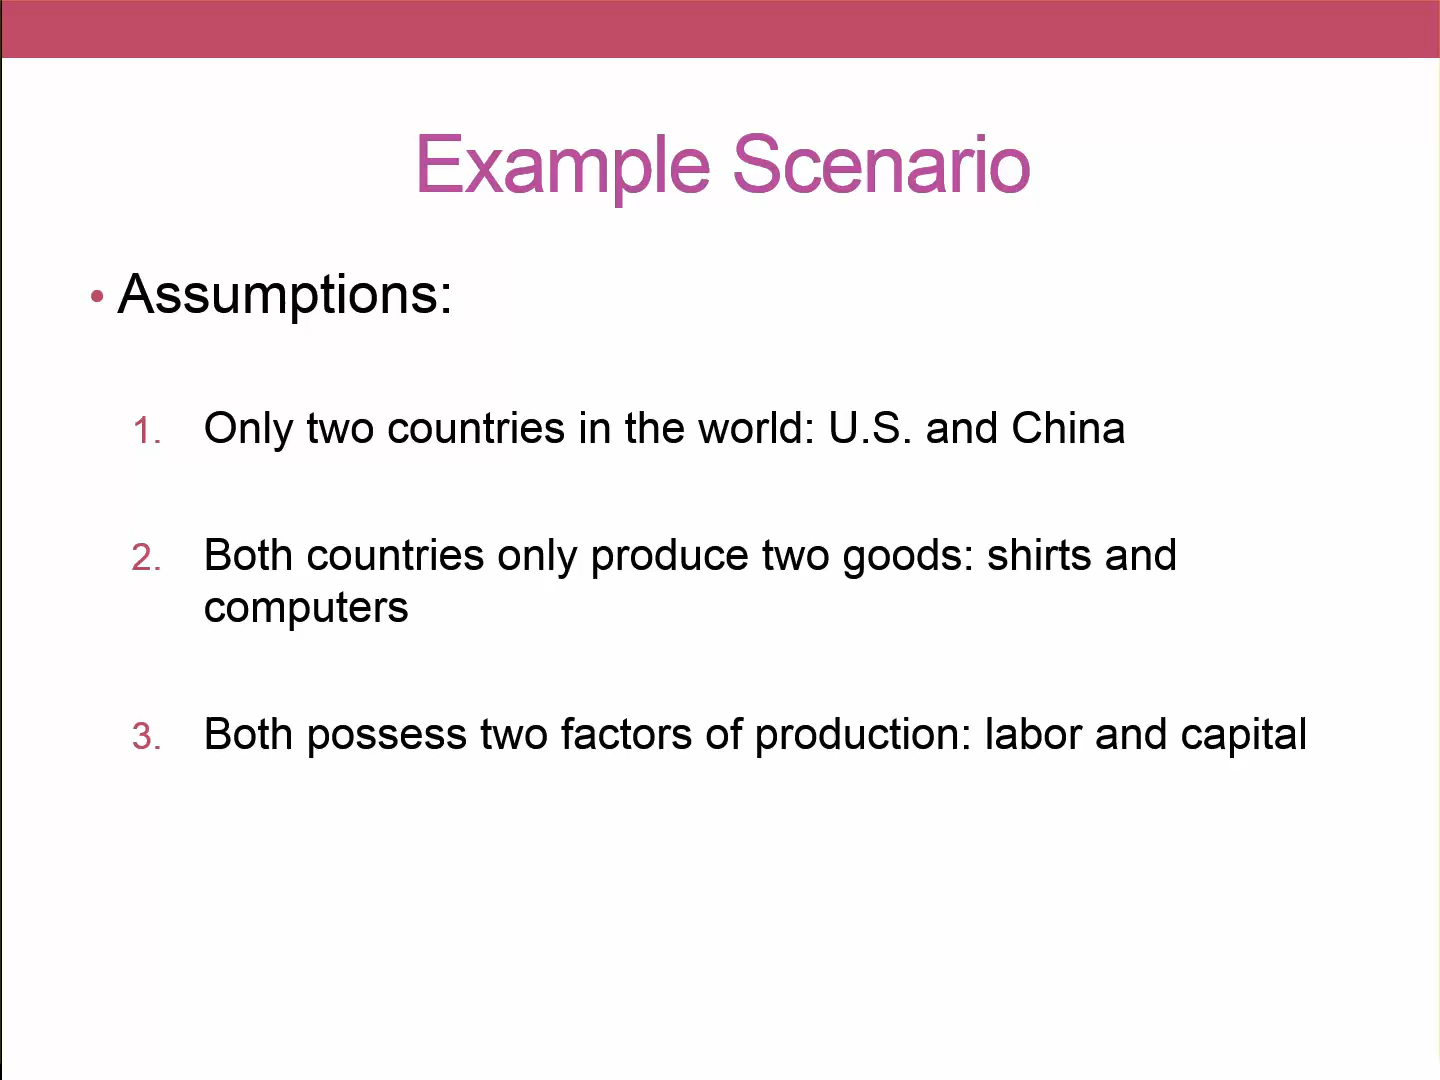 Example Scenario
• Assumptions:
1. Only two countries in the world: U.S. and China
2. Both countries only produce two goods: shirts and
computers
3. Both possess two factors of production: labor and capital